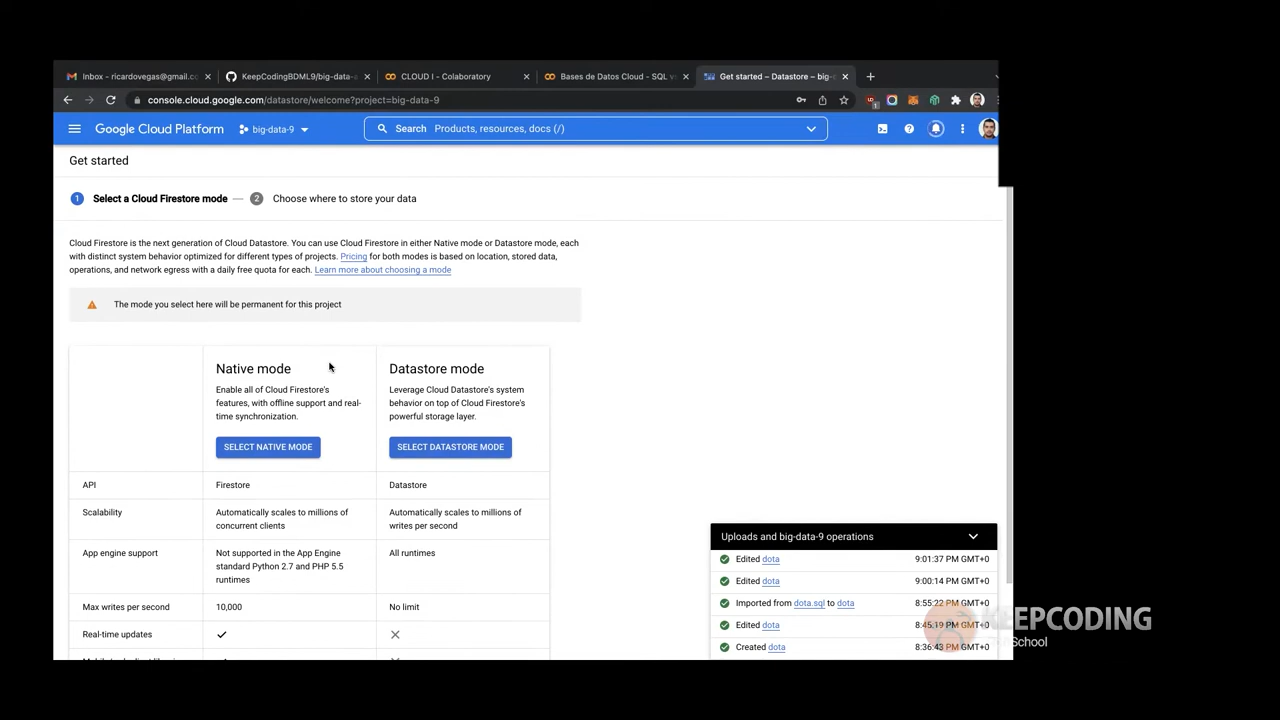 Inbox - ricardovegas@gmail.co
KeepCodingBDML9/big-data-
CLOUD I - Colaboratory
Bases de Datos Cloud - SQL v
Get started – Datastore – big-
console.cloud.google.com/datastore/welcome?project=big-data-9
Google Cloud Platform
big-data-9
Search Products, resources, docs (/)
Get started
1 Select a Cloud Firestore mode — 2 Choose where to store your data
Cloud Firestore is the next generation of Cloud Datastore. You can use Cloud Firestore in either Native mode or Datastore mode, each
with distinct system behavior optimized for different types of projects. Pricing for both modes is based on location, stored data,
operations, and network egress with a daily free quota for each. Learn more about choosing a mode
The mode you select here will be permanent for this project
Native mode
Enable all of Cloud Firestore's
features, with offline support and real-
time synchronization.
SELECT NATIVE MODE
Datastore mode
Leverage Cloud Datastore's system
behavior on top of Cloud Firestore's
powerful storage layer.
SELECT DATASTORE MODE
API
Firestore
Datastore
Scalability
Automatically scales to millions of
concurrent clients
Automatically scales to millions of
writes per second
App engine support
Not supported in the App Engine
standard Python 2.7 and PHP 5.5
runtimes
All runtimes
Max writes per second
10,000
No limit
Real-time updates
Uploads and big-data-9 operations
Edited dota 9:01:37 PM GMT+0
Edited dota 9:00:14 PM GMT+0
Imported from dota.sql to dota 8:55:22 PM GMT+0
Edited dota 8:45:19 PM GMT+0
Created dota 8:36:43 PM GMT+0
KEEPCODING
School